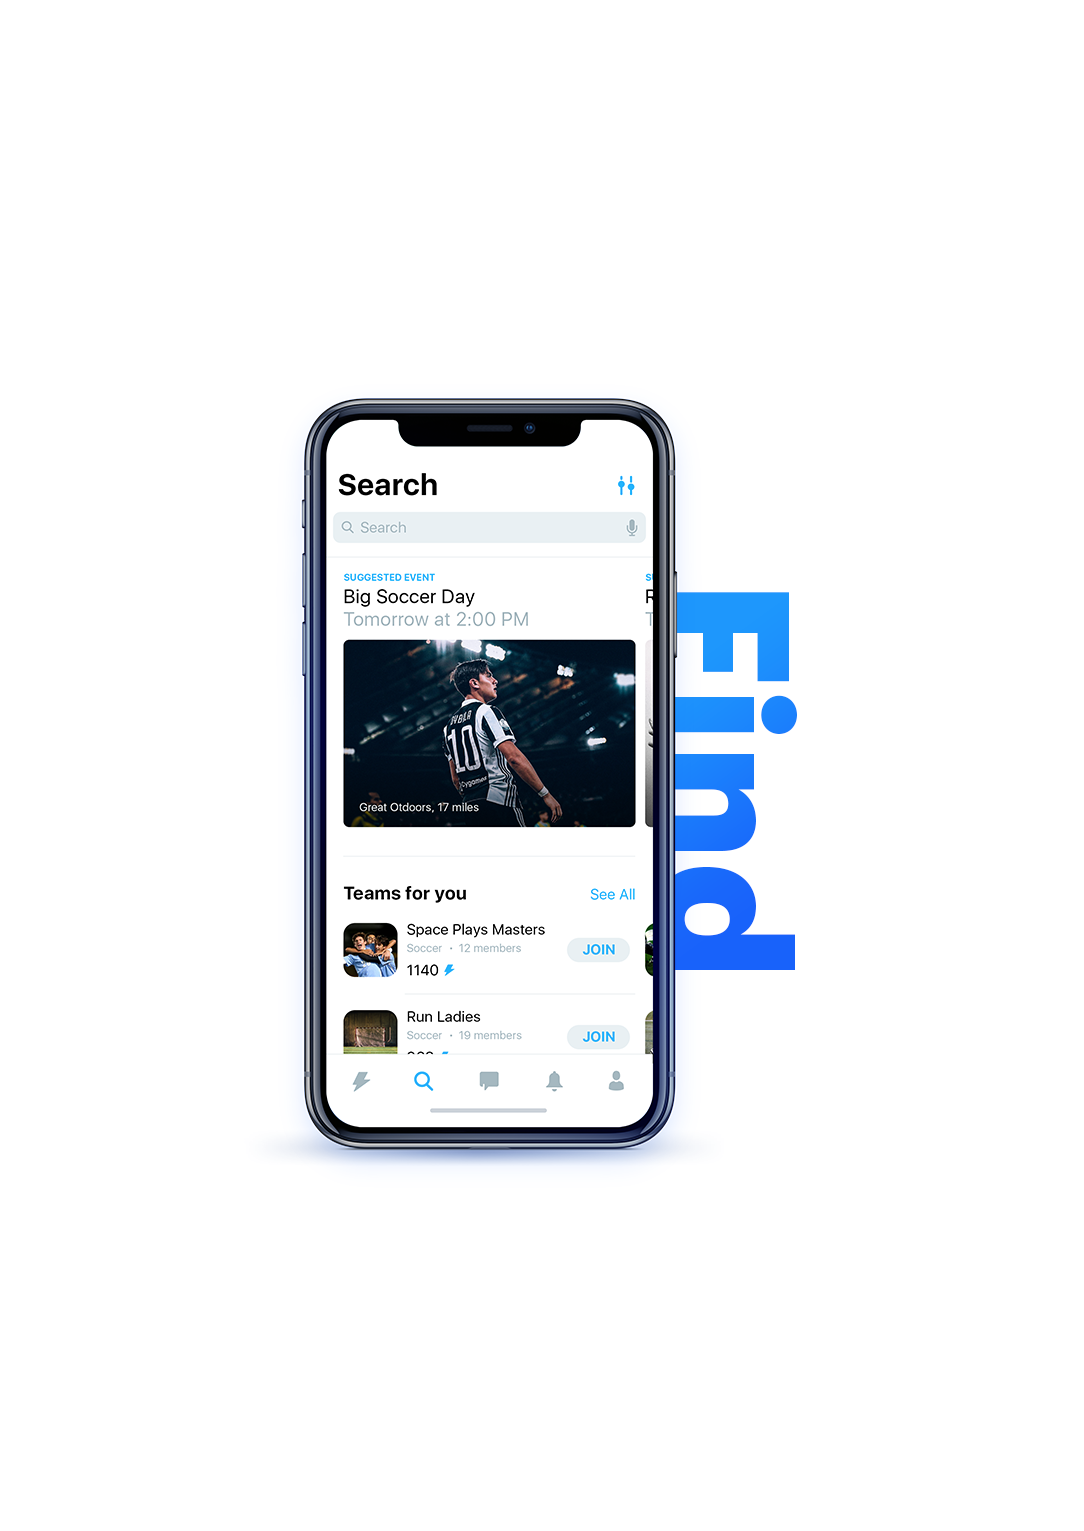 Search
Search
SUGGESTED EVENT
Big Soccer Day
Tomorrow at 2:00 PM
DYBALA
10
Cygames
Great Otdoors, 17 miles
Teams for you
See All
Space Plays Masters
Soccer • 12 members
1140
JOIN
Run Ladies
Soccer • 19 members
JOIN
Find